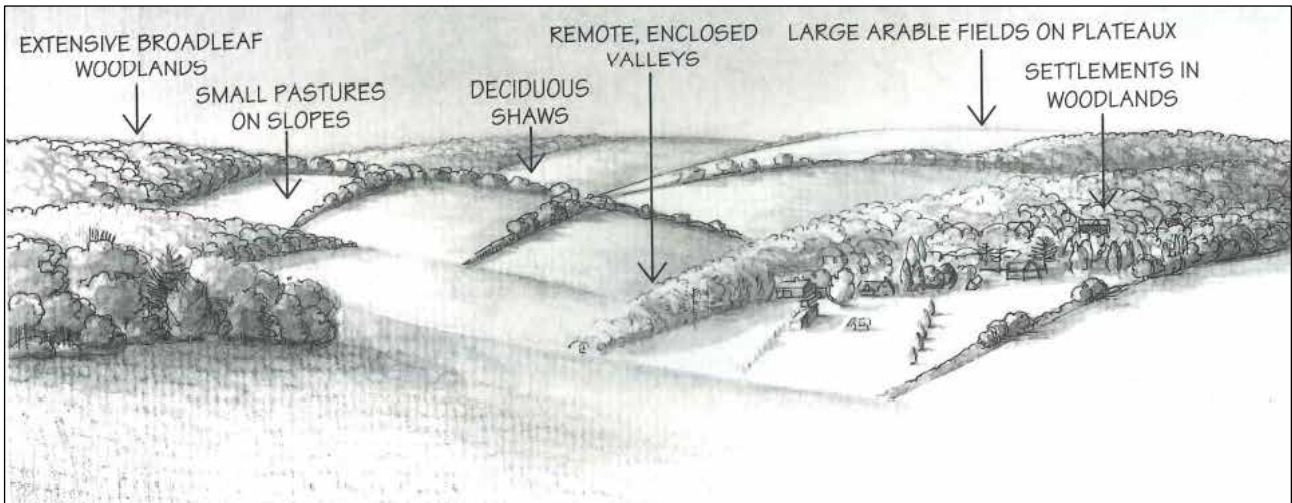 EXTENSIVE BROADLEAF
WOODLANDS
SMALL PASTURES
ON SLOPES
DECIDUOUS
SHAWS
REMOTE, ENCLOSED
VALLEYS
LARGE ARABLE FIELDS ON PLATEAUX
SETTLEMENTS IN
WOODLANDS